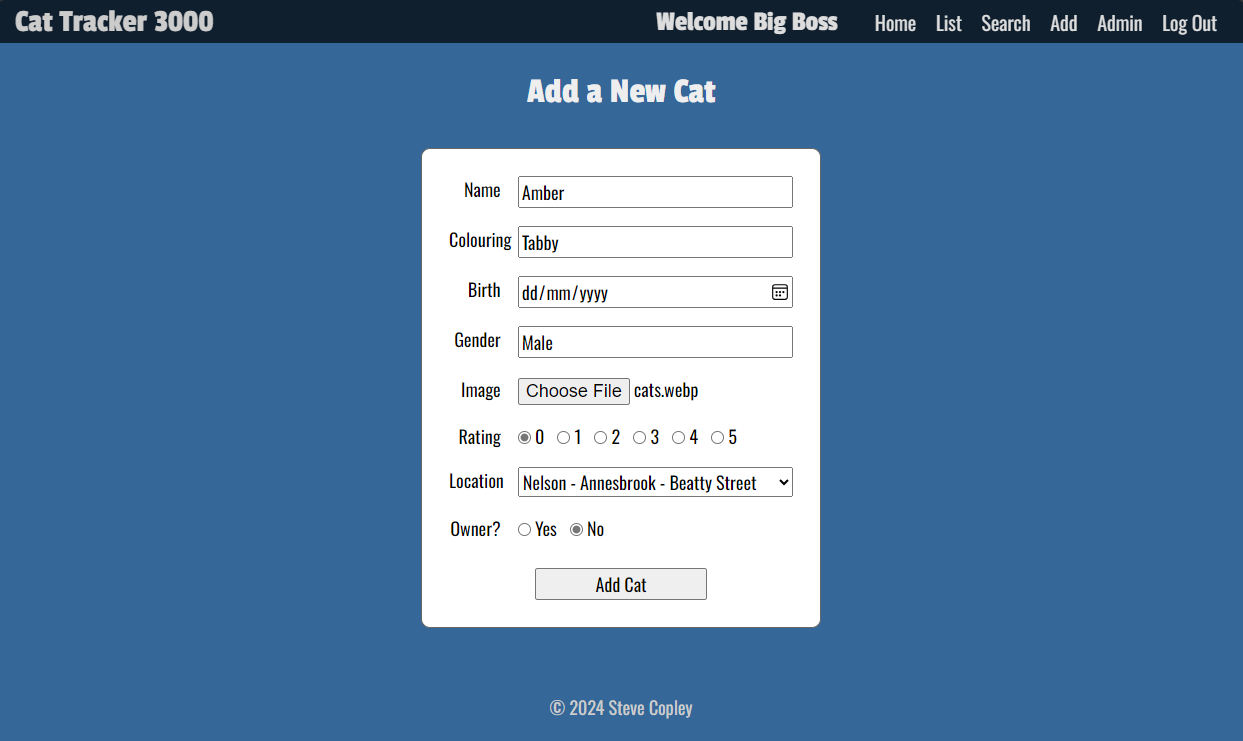 Cat Tracker 3000 Welcome Big Boss Home List Search Add Admin Log Out
Add a New Cat
Name Amber
Colouring Tabby
Birth dd/mm/yyyy
Gender Male
Image Choose File cats.webp
Rating 0 1 2 3 4 5
Location Nelson - Annesbrook - Beatty Street
Owner? Yes No
Add Cat
© 2024 Steve Copley